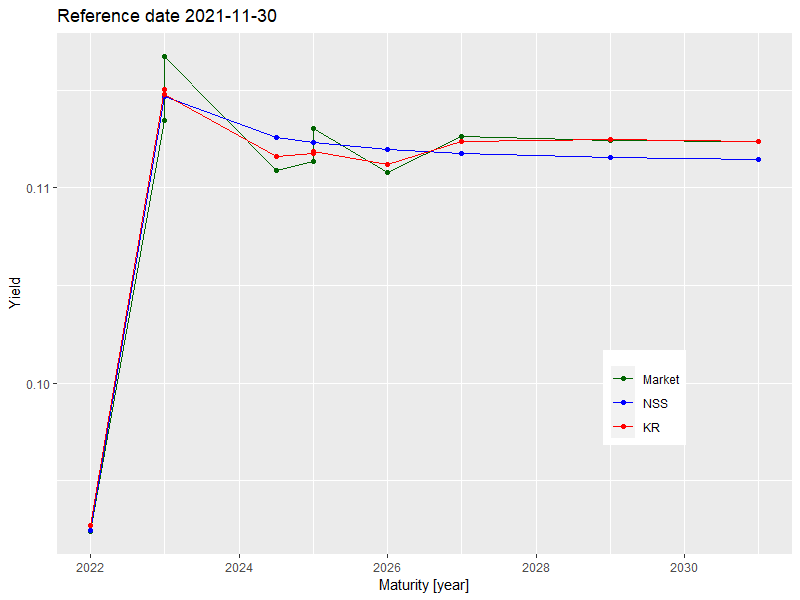 Reference date 2021-11-30
0.11
0.10
Yield
Market
NSS
KR
2022 2024 2026 2028 2030
Maturity [year]